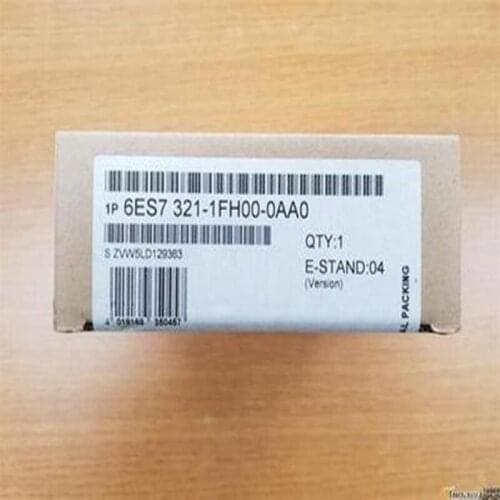 1P 6ES7 321-1FH00-0AA0
S ZVW5LD129363
QTY:1
E-STAND:04
(Version)
4 019169 350457
AL PACKING